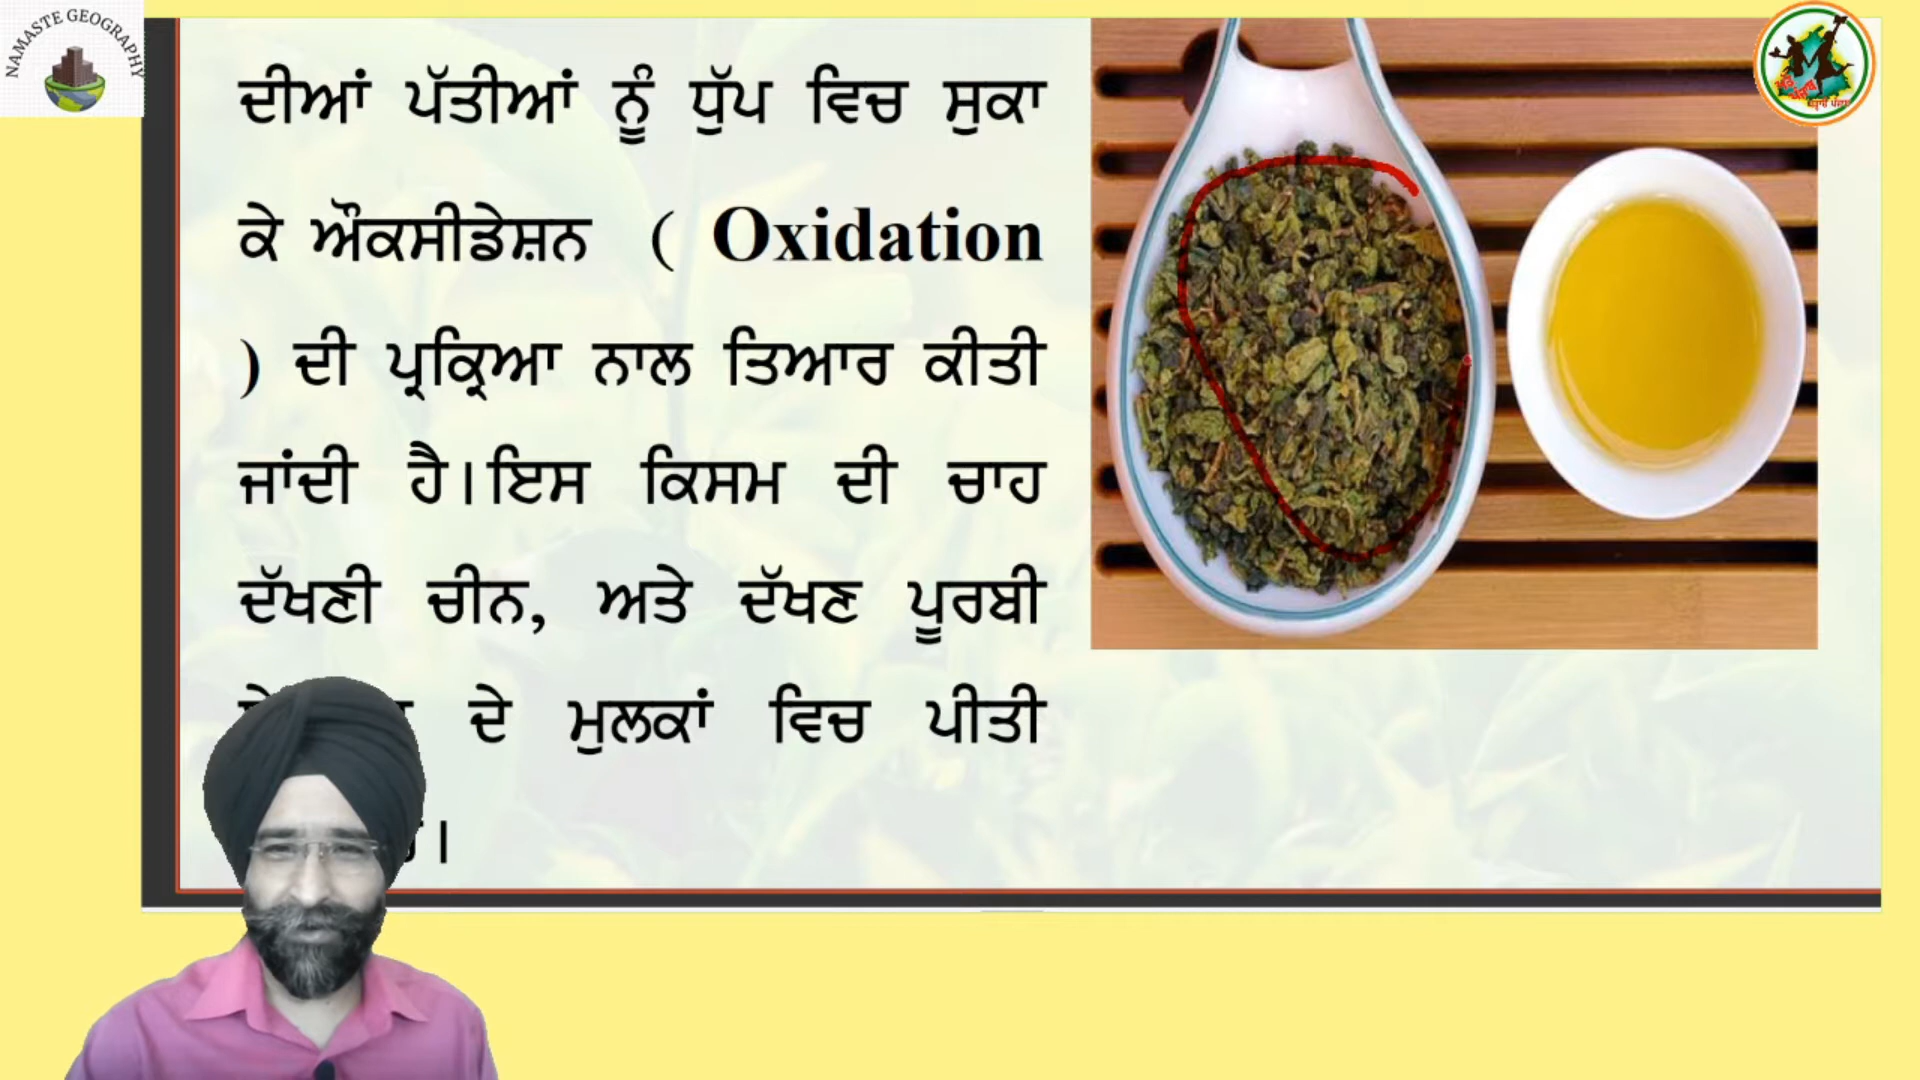 NAMASTE GEOGRAPHY
ਦੀਆਂ ਪੱਤੀਆਂ ਨੂੰ ਧੁੱਪ ਵਿਚ ਸੁਕਾ
ਕੇ ਔਕਸੀਡੇਸ਼ਨ ( Oxidation
) ਦੀ ਪ੍ਰਕ੍ਰਿਆ ਨਾਲ ਤਿਆਰ ਕੀਤੀ
ਜਾਂਦੀ ਹੈ।ਇਸ ਕਿਸਮ ਦੀ ਚਾਹ
ਦੱਖਣੀ ਚੀਨ, ਅਤੇ ਦੱਖਣ ਪੂਰਬੀ
ਦੇ ਮੁਲਕਾਂ ਵਿਚ ਪੀਤੀ
।